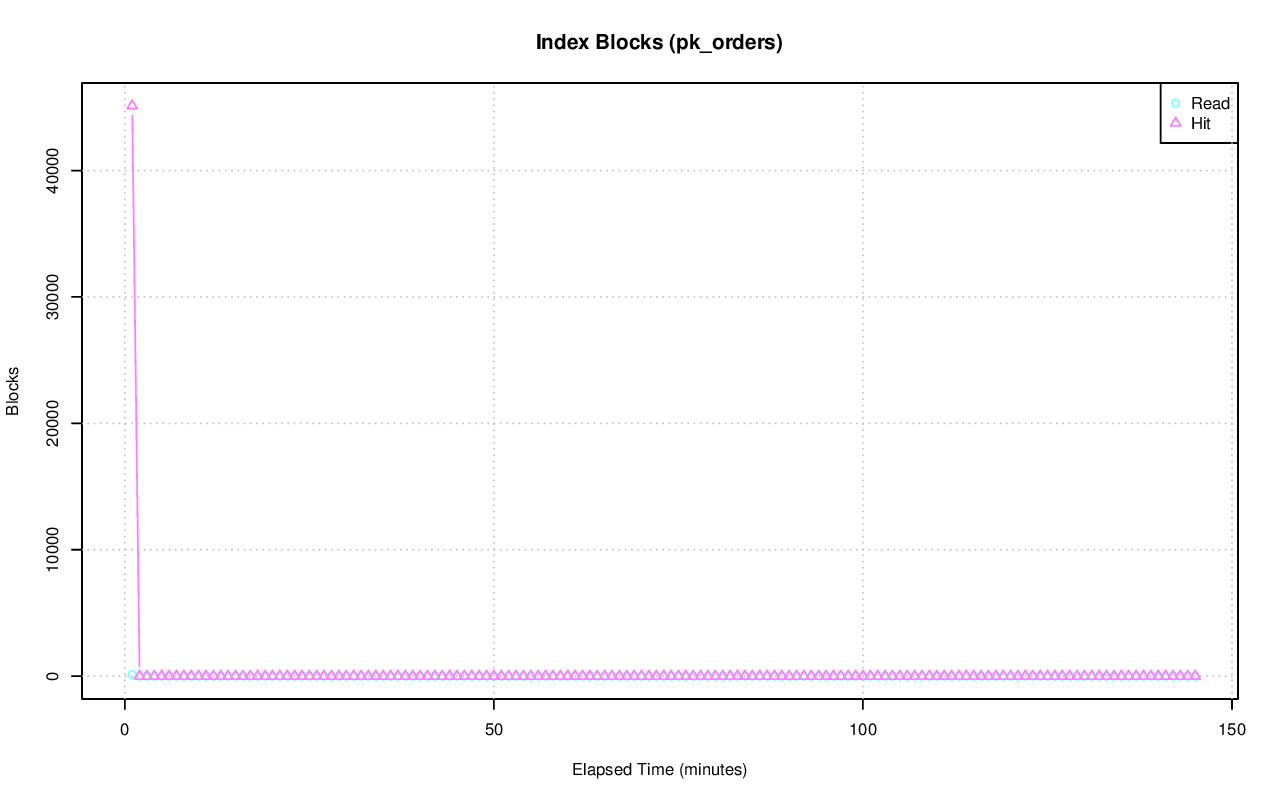 Index Blocks (pk_orders)
Read
Hit
40000
30000
20000
10000
0
Blocks
0 50 100 150
Elapsed Time (minutes)